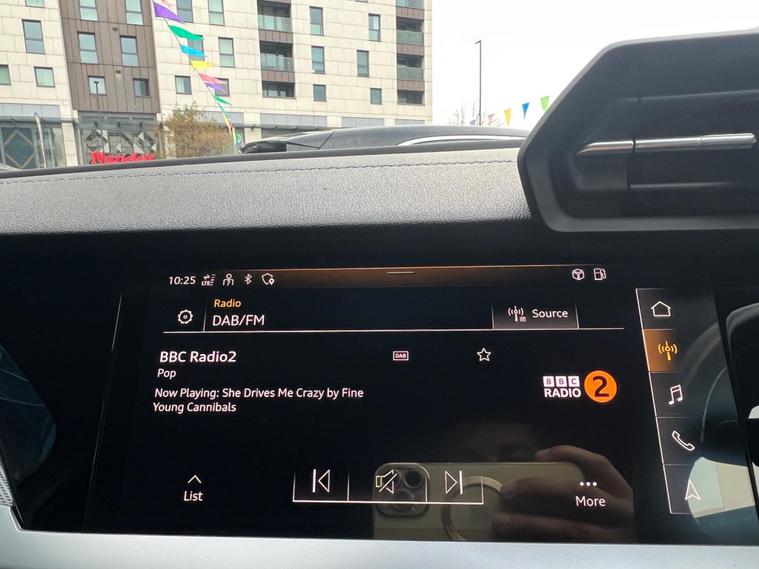 10:25 LTE
Radio
DAB/FM
Source
BBC Radio2
DAB
Pop
Now Playing: She Drives Me Crazy by Fine
Young Cannibals
BBC
RADIO 2
List
More